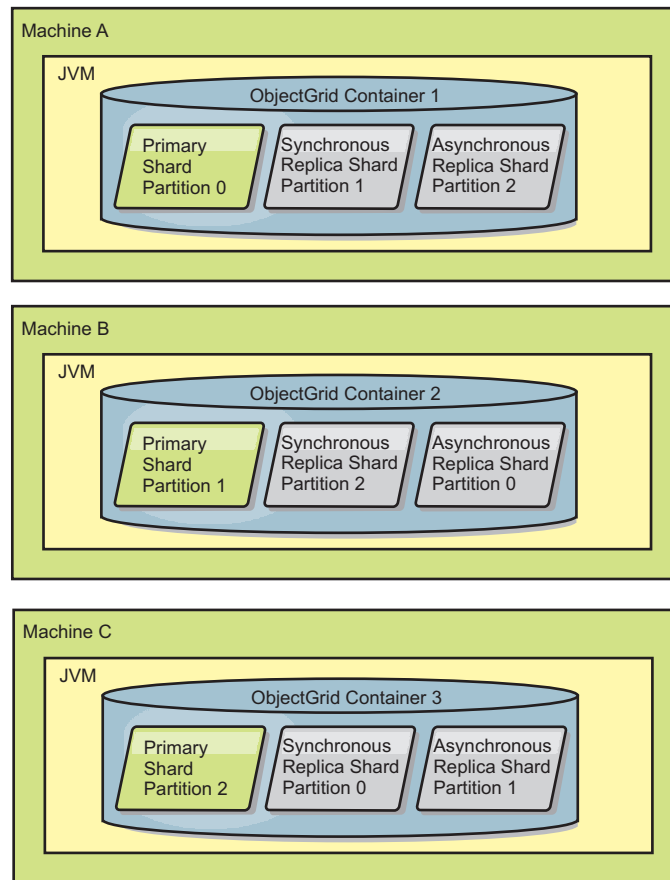 Machine A
JVM
ObjectGrid Container 1
Primary
Shard
Partition 0
Synchronous
Replica Shard
Partition 1
Asynchronous
Replica Shard
Partition 2
Machine B
JVM
ObjectGrid Container 2
Primary
Shard
Partition 1
Synchronous
Replica Shard
Partition 2
Asynchronous
Replica Shard
Partition 0
Machine C
JVM
ObjectGrid Container 3
Primary
Shard
Partition 2
Synchronous
Replica Shard
Partition 0
Asynchronous
Replica Shard
Partition 1